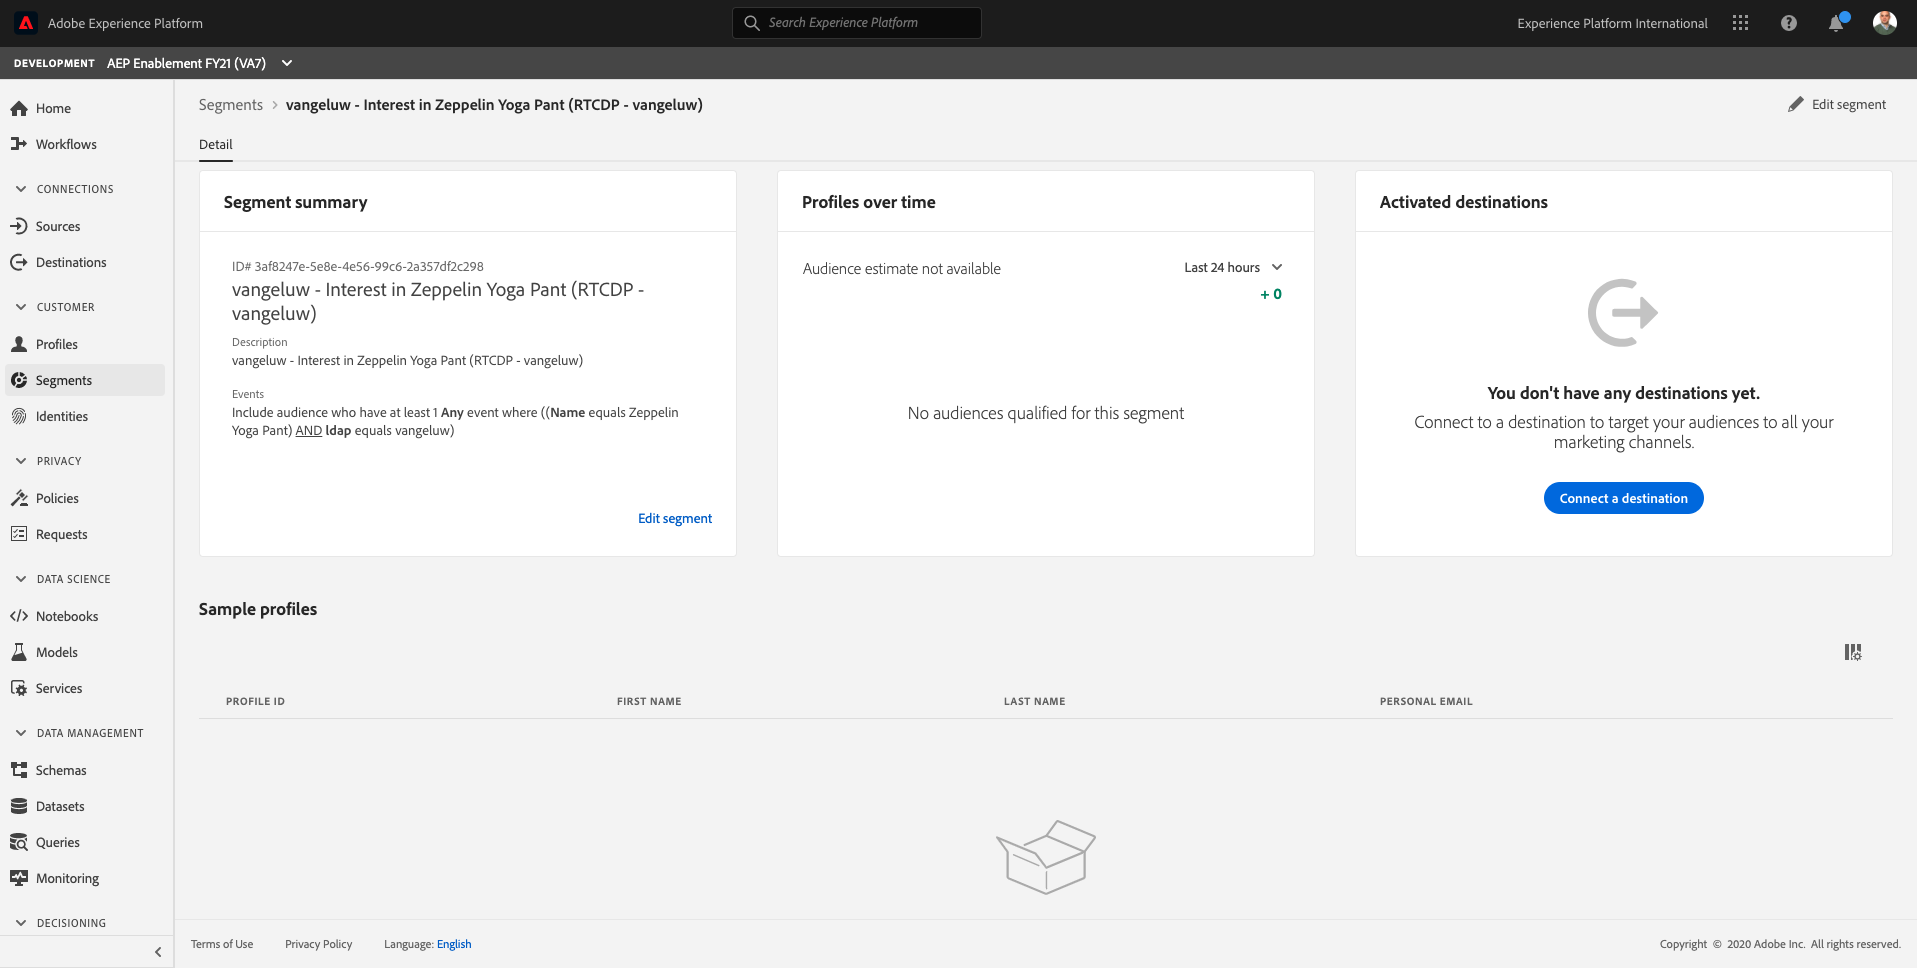 Adobe Experience Platform
Search Experience Platform
Experience Platform International
DEVELOPMENT AEP Enablement FY21 (VA7)
Home
Workflows
CONNECTIONS
Sources
Destinations
CUSTOMER
Profiles
Segments
Identities
PRIVACY
Policies
Requests
DATA SCIENCE
Notebooks
Models
Services
DATA MANAGEMENT
Schemas
Datasets
Queries
Monitoring
DECISIONING
Segments > vangeluw - Interest in Zeppelin Yoga Pant (RTCDP - vangeluw)
Edit segment
Detail
Segment summary
ID# 3af8247e-5e8e-4e56-99c6-2a357df2c298
vangeluw - Interest in Zeppelin Yoga Pant (RTCDP -
vangeluw)
Description
vangeluw - Interest in Zeppelin Yoga Pant (RTCDP - vangeluw)
Events
Include audience who have at least 1 Any event where ((Name equals Zeppelin
Yoga Pant) AND ldap equals vangeluw)
Edit segment
Profiles over time
Audience estimate not available
Last 24 hours
+ 0
No audiences qualified for this segment
Activated destinations
You don't have any destinations yet.
Connect to a destination to target your audiences to all your
marketing channels.
Connect a destination
Sample profiles
PROFILE ID FIRST NAME LAST NAME PERSONAL EMAIL
Terms of Use Privacy Policy Language: English
Copyright © 2020 Adobe Inc. All rights reserved.